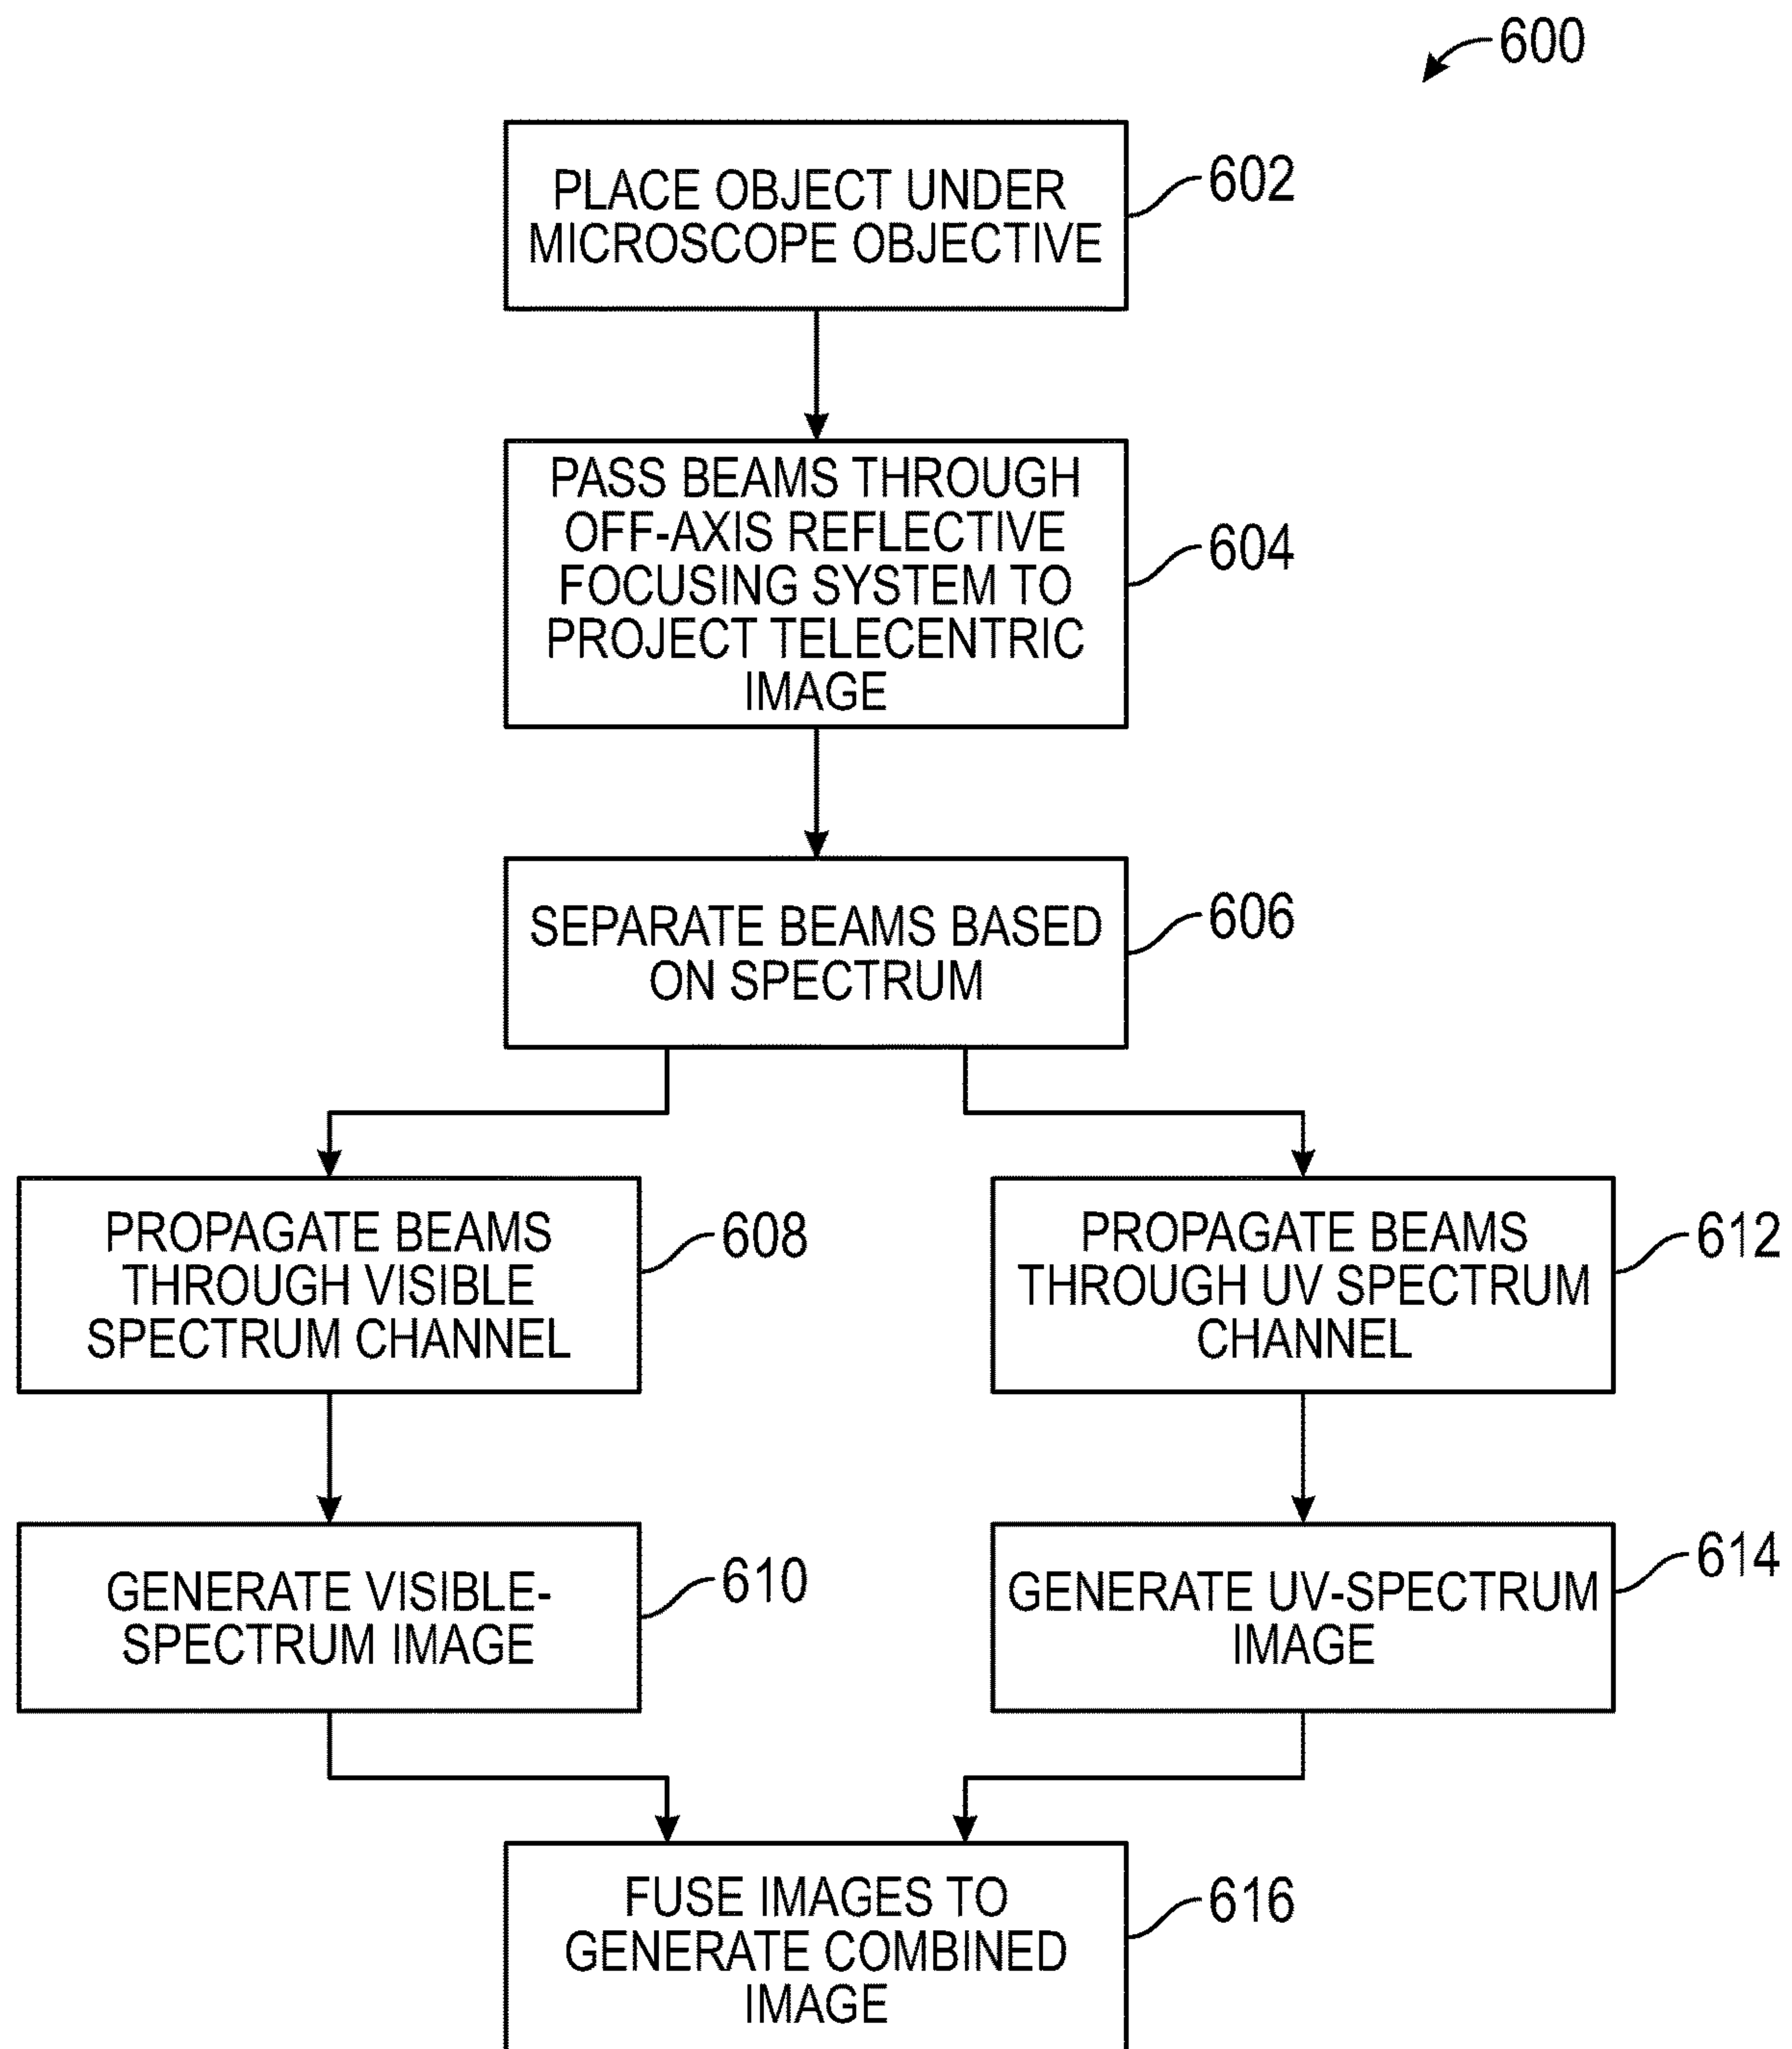 600
PLACE OBJECT UNDER
MICROSCOPE OBJECTIVE
602
PASS BEAMS THROUGH
OFF-AXIS REFLECTIVE
FOCUSING SYSTEM TO
PROJECT TELECENTRIC
IMAGE
604
SEPARATE BEAMS BASED
ON SPECTRUM
606
PROPAGATE BEAMS
THROUGH VISIBLE
SPECTRUM CHANNEL
608
PROPAGATE BEAMS
THROUGH UV SPECTRUM
CHANNEL
612
GENERATE VISIBLE-
SPECTRUM IMAGE
610
GENERATE UV-SPECTRUM
IMAGE
614
FUSE IMAGES TO
GENERATE COMBINED
IMAGE
616